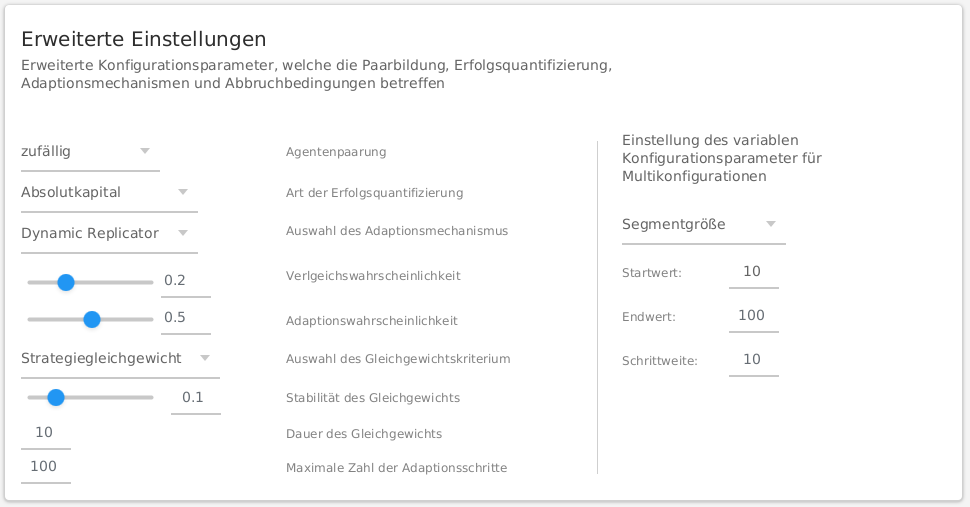 Erweiterte Einstellungen
Erweiterte Konfigurationsparameter, welche die Paarbildung, Erfolgsquantifizierung,
Adaptionsmechanismen und Abbruchbedingungen betreffen
zufällig
Agentenpaarung
Absolutkapital
Art der Erfolgsquantifizierung
Dynamic Replicator
Auswahl des Adaptionsmechanismus
0.2
Verlgeichswahrscheinlichkeit
0.5
Adaptionswahrscheinlichkeit
Strategiegleichgewicht
Auswahl des Gleichgewichtskriterium
0.1
Stabilität des Gleichgewichts
10
Dauer des Gleichgewichts
100
Maximale Zahl der Adaptionsschritte
Einstellung des variablen
Konfigurationsparameter für
Multikonfigurationen
Segmentgröße
Startwert:
10
Endwert:
100
Schrittweite:
10